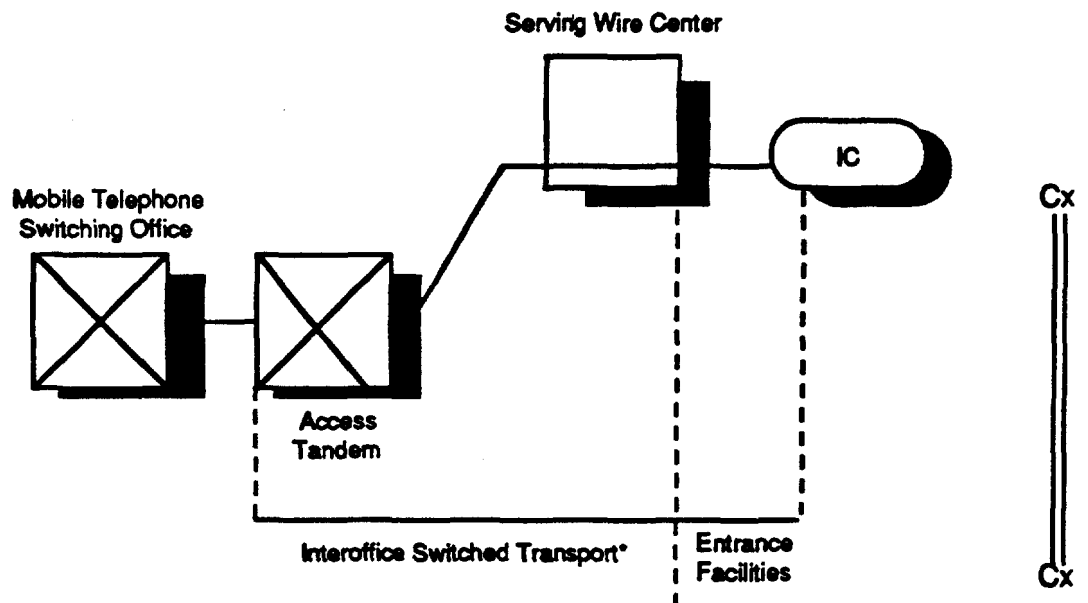 Serving Wire Center
IC
Mobile Telephone
Switching Office
Cx
Access
Tandem
Interoffice Switched Transport*
Entrance
Facilities
Cx